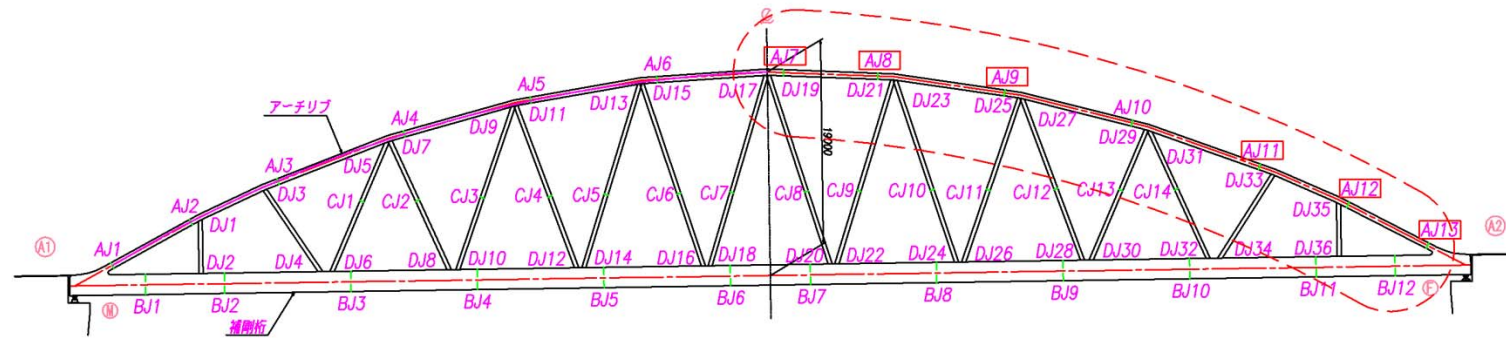 ℄
AJ7
AJ8
AJ6
AJ9
AJ5
DJ15
DJ17
DJ19
DJ21
DJ23
アーチリブ
DJ13
DJ25
AJ10
AJ4
DJ9
DJ11
DJ27
DJ29
19000
DJ5
DJ7
DJ31
AJ11
AJ3
DJ3
DJ33
AJ12
CJ1
CJ2
CJ3
CJ4
CJ5
CJ6
CJ7
CJ8
CJ9
CJ10
CJ11
CJ12
CJ13
CJ14
AJ2
DJ1
DJ35
A1
AJ1
AJ13
A2
DJ2
DJ4
DJ6
DJ8
DJ10
DJ12
DJ14
DJ16
DJ18
DJ20
DJ22
DJ24
DJ26
DJ28
DJ30
DJ32
DJ34
DJ36
M
BJ1
BJ2
BJ3
BJ4
BJ5
BJ6
BJ7
BJ8
BJ9
BJ10
BJ11
BJ12
F
補剛桁